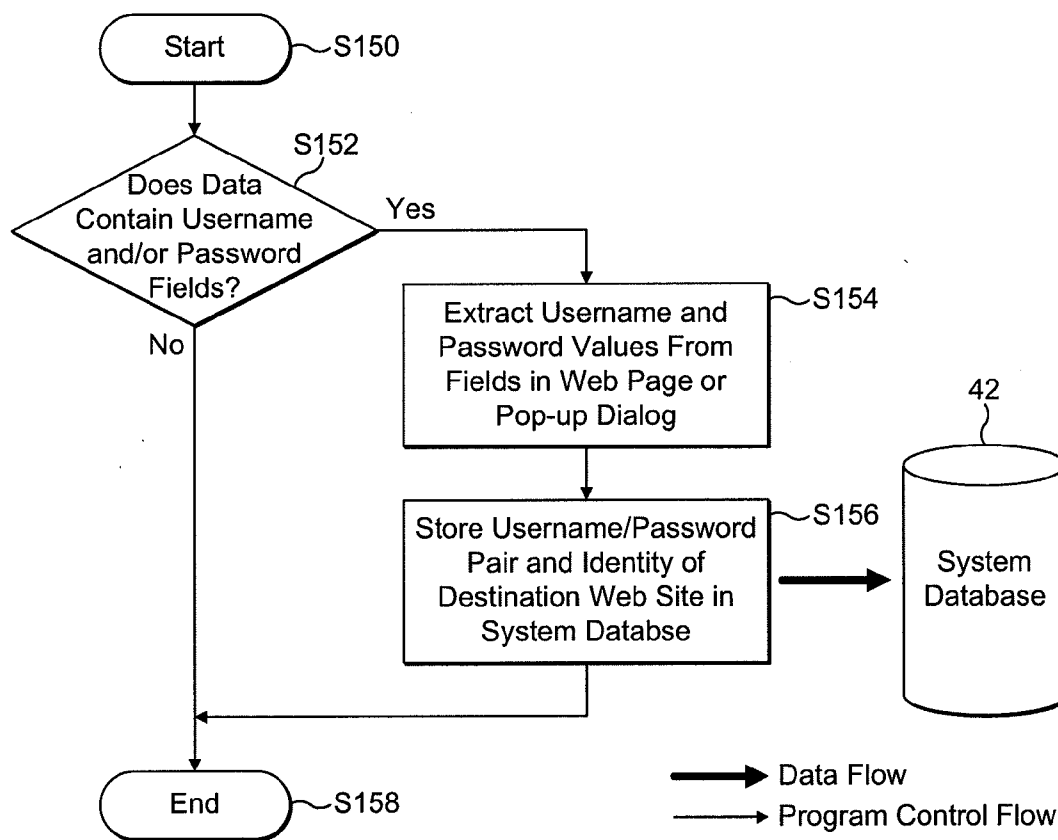 Start
S150
S152
Does Data
Contain Username
and/or Password
Fields?
Yes
No
S154
Extract Username and
Password Values From
Fields in Web Page or
Pop-up Dialog
42
S156
Store Username/Password
Pair and Identity of
Destination Web Site in
System Databse
System
Database
End
S158
Data Flow
Program Control Flow